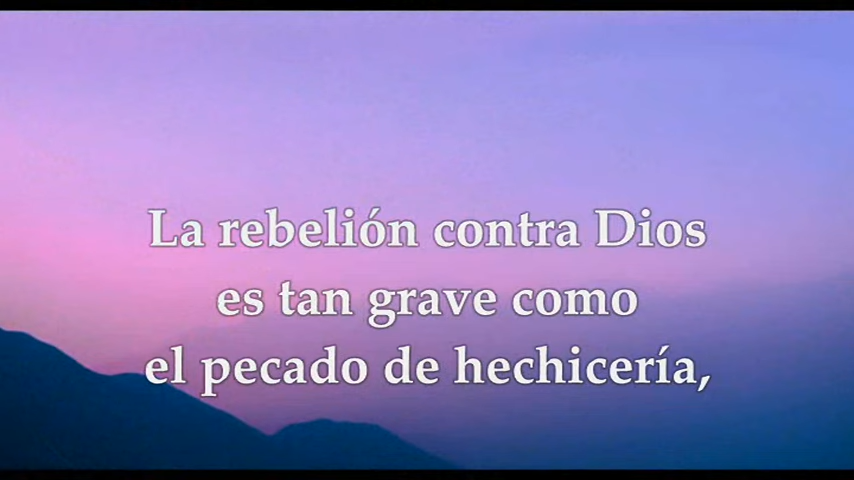 La rebelión contra Dios
es tan grave como
el pecado de hechicería,